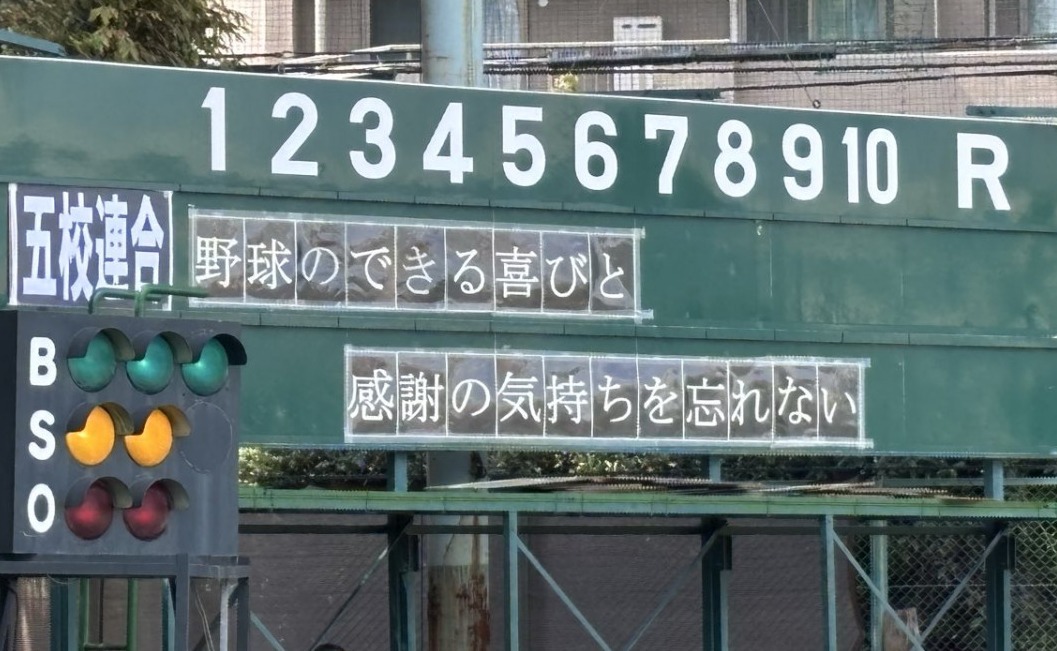 1 2 3 4 5 6 7 8 9 10 R
五校連合
野球のできる喜びと
感謝の気持ちを忘れない
B
S
O